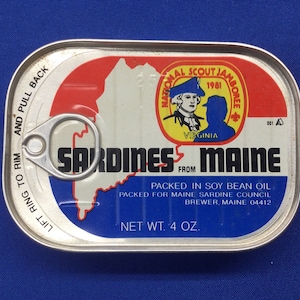 LIFT RING TO RIM AND PULL BACK
NATIONAL SCOUT JAMBOREE
1981
VIRGINIA
SARDINES FROM MAINE
PACKED IN SOY BEAN OIL
PACKED FOR MAINE SARDINE COUNCIL
BREWER, MAINE 04412
NET WT. 4 OZ.